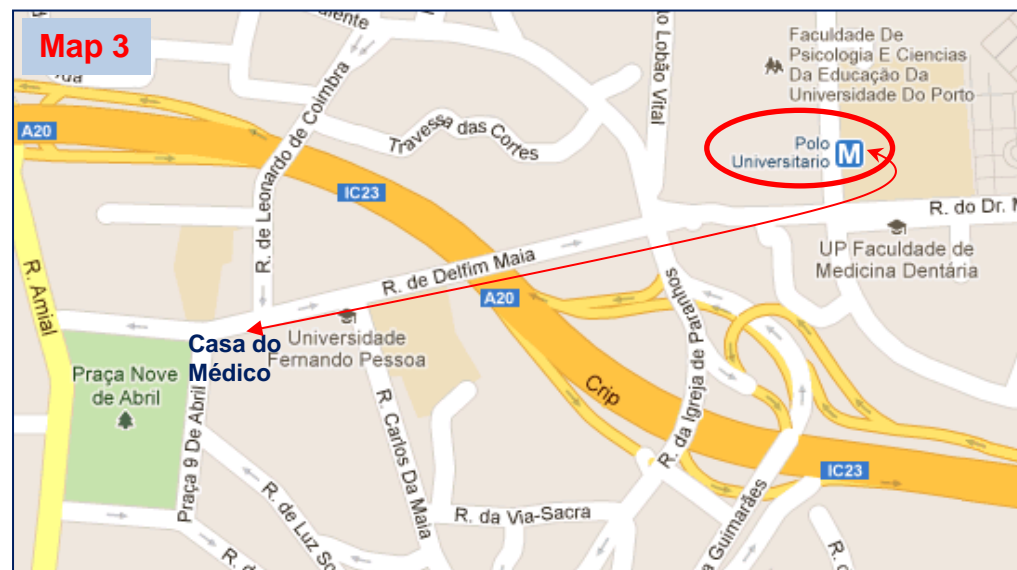 Map 3
A20
R. Amial
R. de Leonardo de Coimbra
Travessa das Cortes
IC23
Lobão Vital
Faculdade De
Psicologia E Ciencias
Da Educação Da
Universidade Do Porto
Polo
Universitario
M
R. do Dr. M
UP Faculdade de
Medicina Dentária
R. de Delfim Maia
A20
Casa do
Médico
Universidade
Fernando Pessoa
Praça Nove
de Abril
Praça 9 De Abril
R. Carlos Da Maia
Crip
R. da Igreja de Paranhos
IC23
R. da Via-Sacra
R. de Luz So
Guimarães